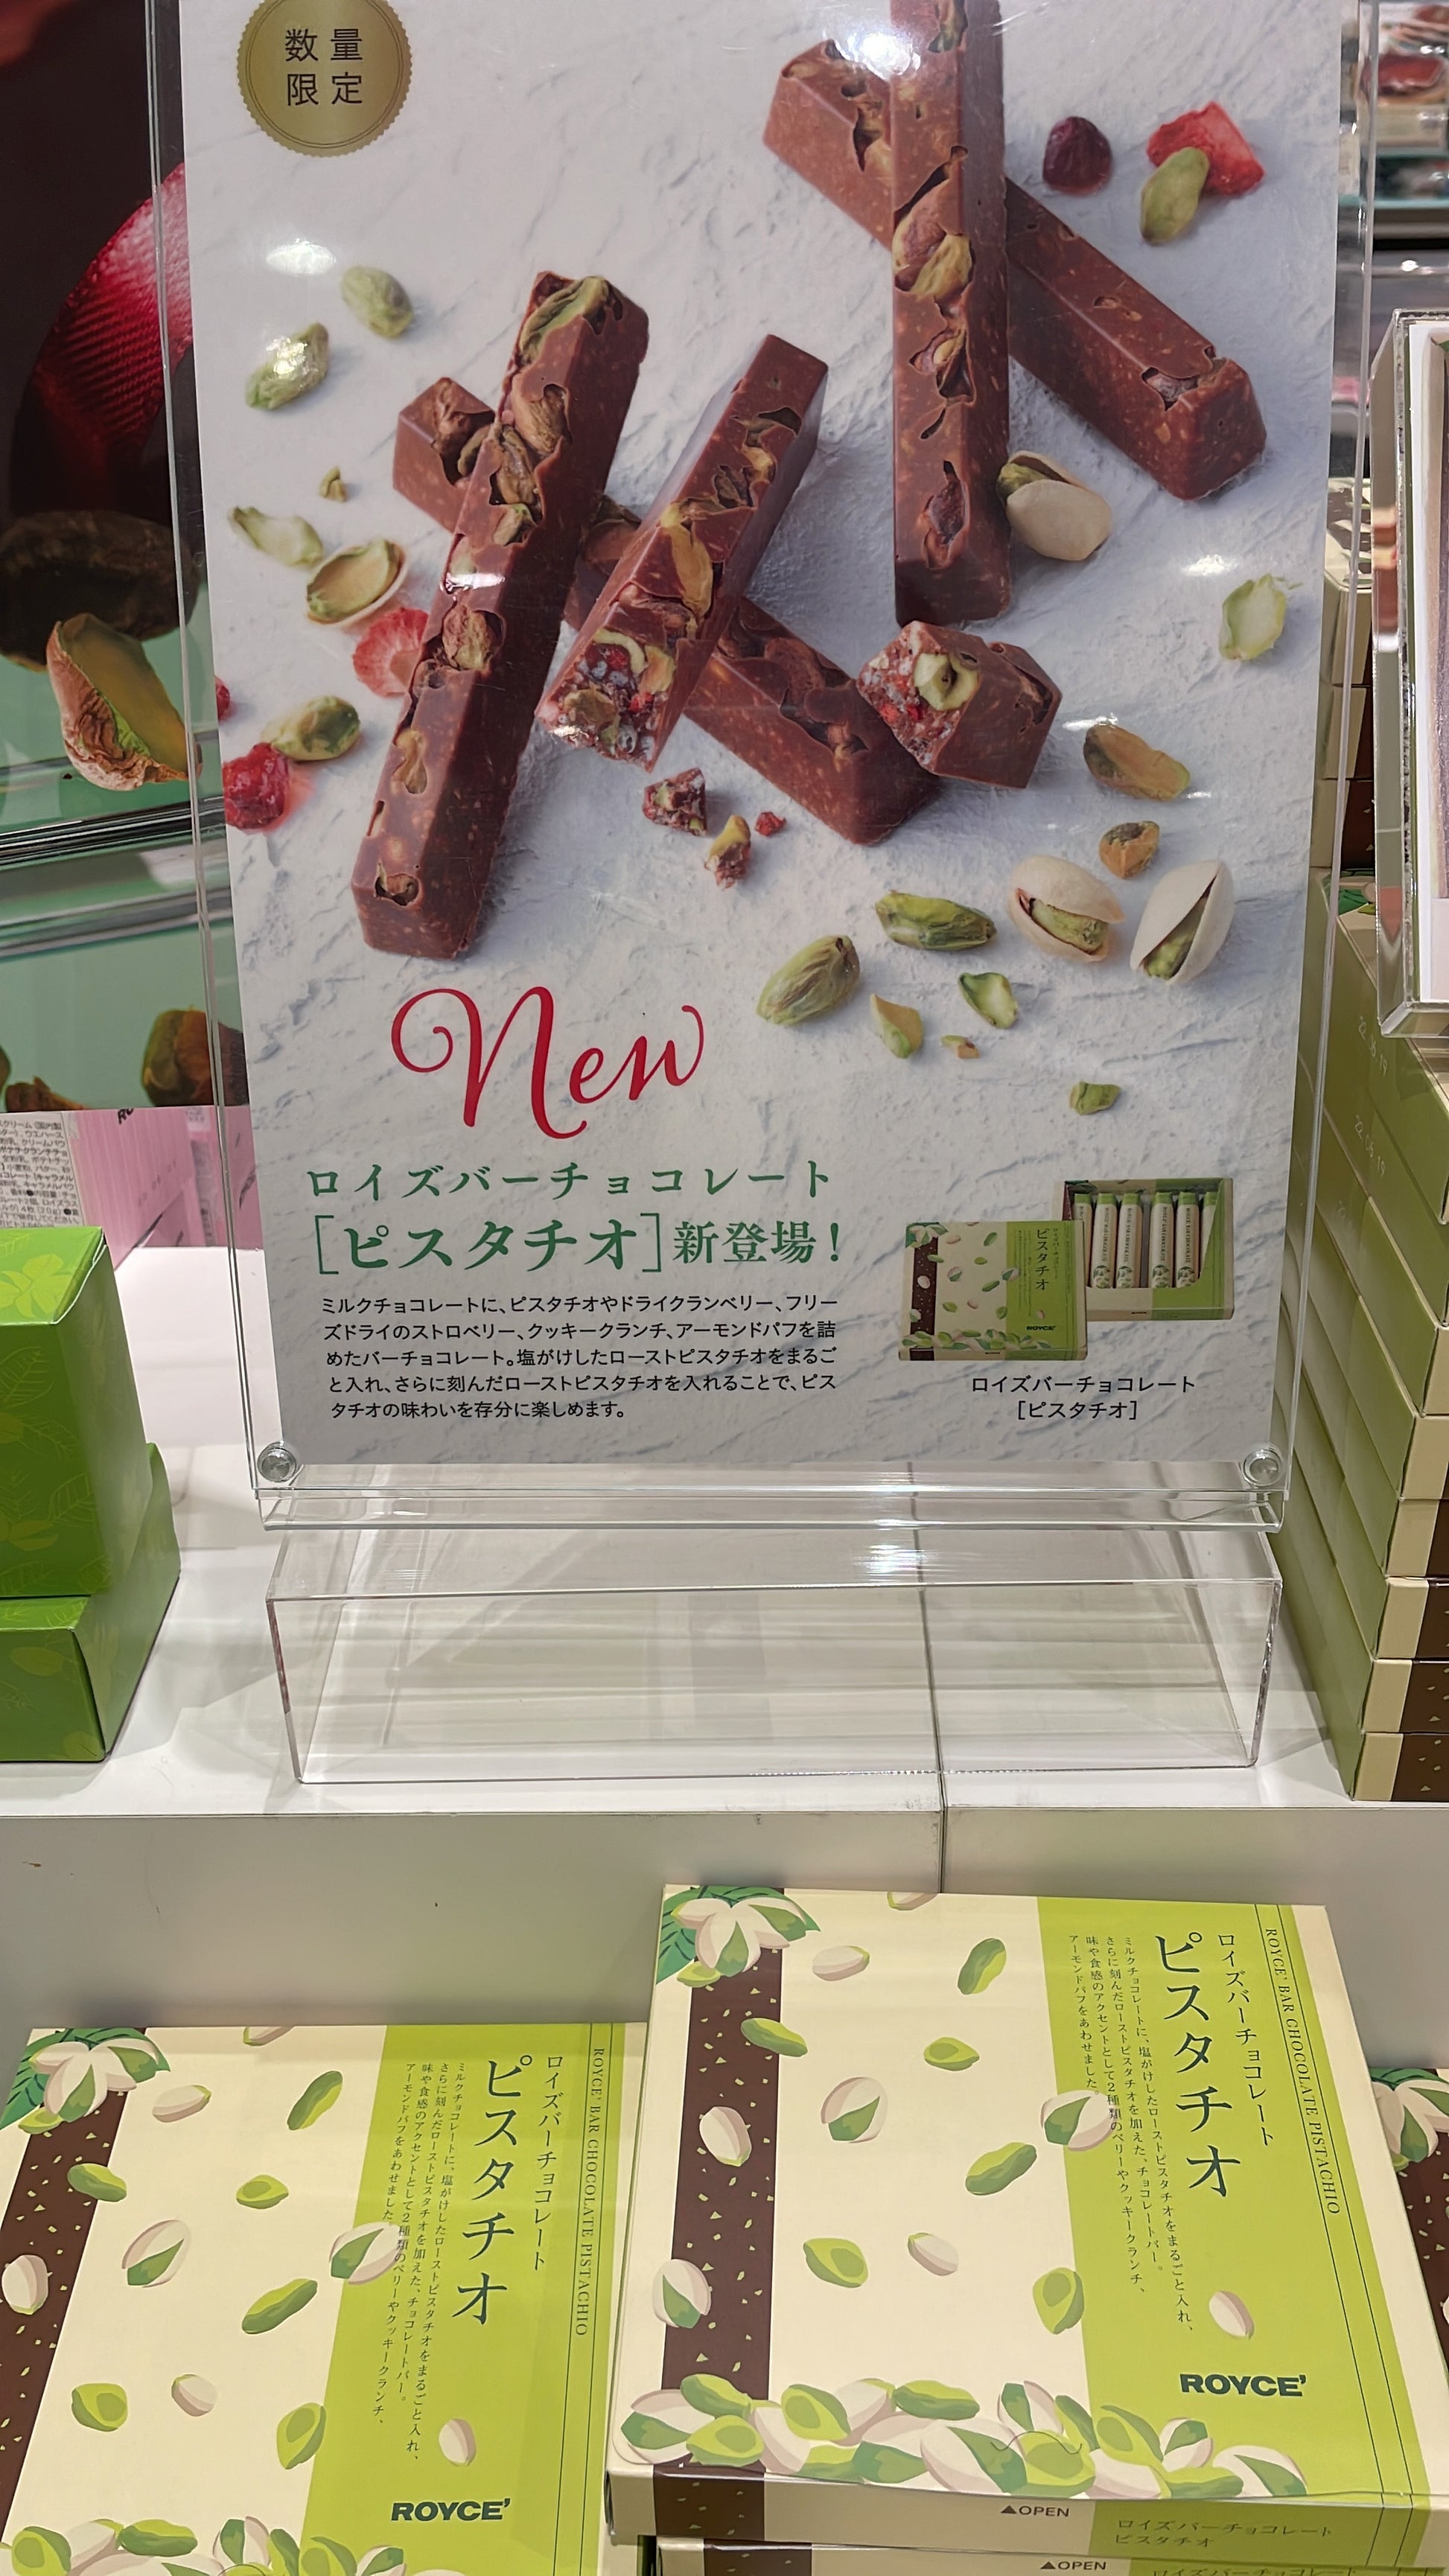 数量
限定
New
ロイズバーチョコレート
[ピスタチオ]新登場!
ミルクチョコレートに、ピスタチオやドライクランベリー、フリー
ズドライのストロベリー、クッキークランチ、アーモンドパフを詰
めたバーチョコレート。塩がけしたローストピスタチオをまるご
と入れ、さらに刻んだローストピスタチオを入れることで、ピス
タチオの味わいを存分に楽しめます。
ピスタチオ
ROYCE'
ロイズバーチョコレート
[ピスタチオ]
22.06.19
22.06.19
ROYCE' BAR CHOCOLATE PISTACHIO
ロイズバーチョコレート
ピスタチオ
ミルクチョコレートに、塩がけしたローストピスタチオをまるごと入れ、
さらに刻んだローストピスタチオを加えた、チョコレートバー。
味や食感のアクセントとして2種類のベリーやクッキークランチ、
アーモンドパフをあわせました。
ROYCE'
ROYCE' BAR CHOCOLATE PISTACHIO
ロイズバーチョコレート
ピスタチオ
ミルクチョコレートに、塩がけしたローストピスタチオをまるごと入れ、
さらに刻んだローストピスタチオを加えた、チョコレートバー。
味や食感のアクセントとして2種類のベリーやクッキークランチ、
アーモンドパフをあわせました。
ROYCE'
▲OPEN
ロイズバーチョコレート
ピスタチオ
▲OPEN